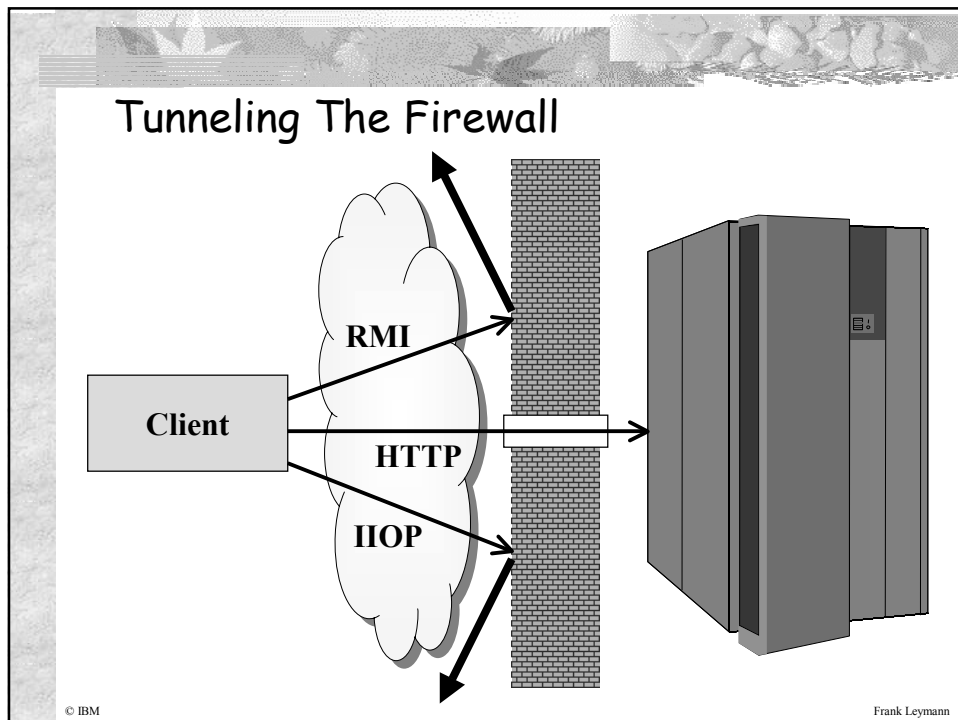 Tunneling The Firewall
RMI
Client
HTTP
IIOP
© IBM
Frank Leymann